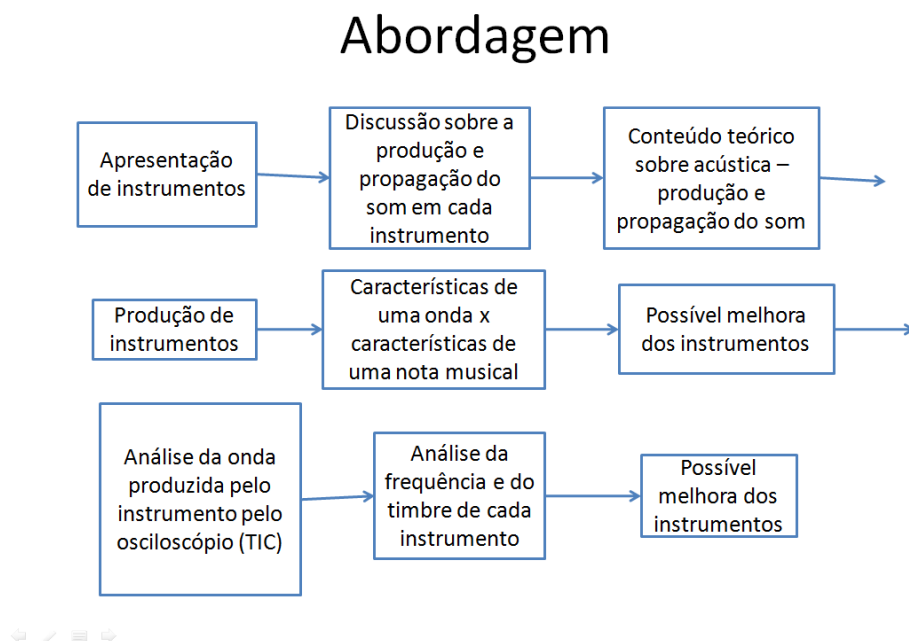 Abordagem
Apresentação
de instrumentos
Discussão sobre a
produção e
propagação do
som em cada
instrumento
Conteúdo teórico
sobre acústica –
produção e
propagação do som
Produção de
instrumentos
Características de
uma onda x
características de
uma nota musical
Possível melhora
dos instrumentos
Análise da onda
produzida pelo
instrumento pelo
osciloscópio (TIC)
Análise da
frequência e do
timbre de cada
instrumento
Possível
melhora dos
instrumentos